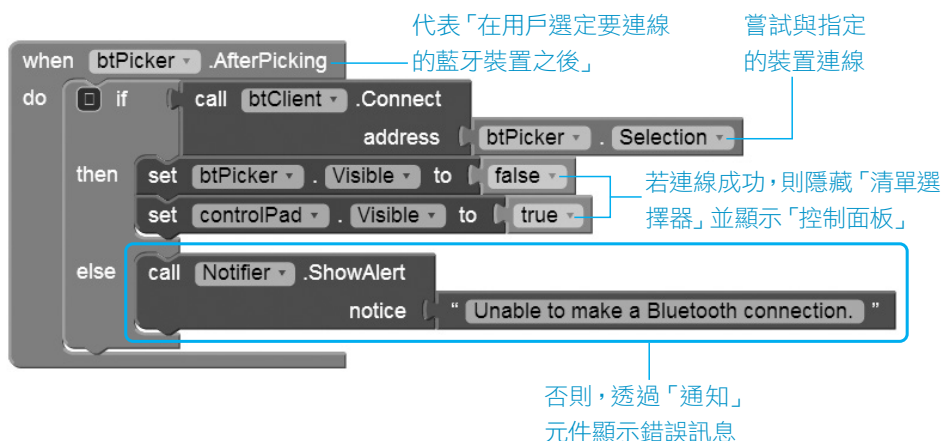 代表「在用戶選定要連線
的藍牙裝置之後」
嘗試與指定
的裝置連線
when btPicker .AfterPicking
do if call btClient .Connect
address btPicker . Selection
then set btPicker . Visible to false
set controlPad . Visible to true
若連線成功,則隱藏「清單選
擇器」並顯示「控制面板」
else call Notifier .ShowAlert
notice “ Unable to make a Bluetooth connection. ”
否則,透過「通知」
元件顯示錯誤訊息